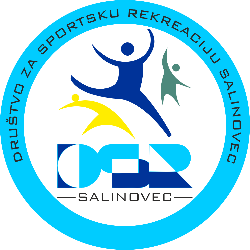 DRUŠTVO ZA SPORTSKU REKREACIJU SALINOVEC
DSR
SALINOVEC